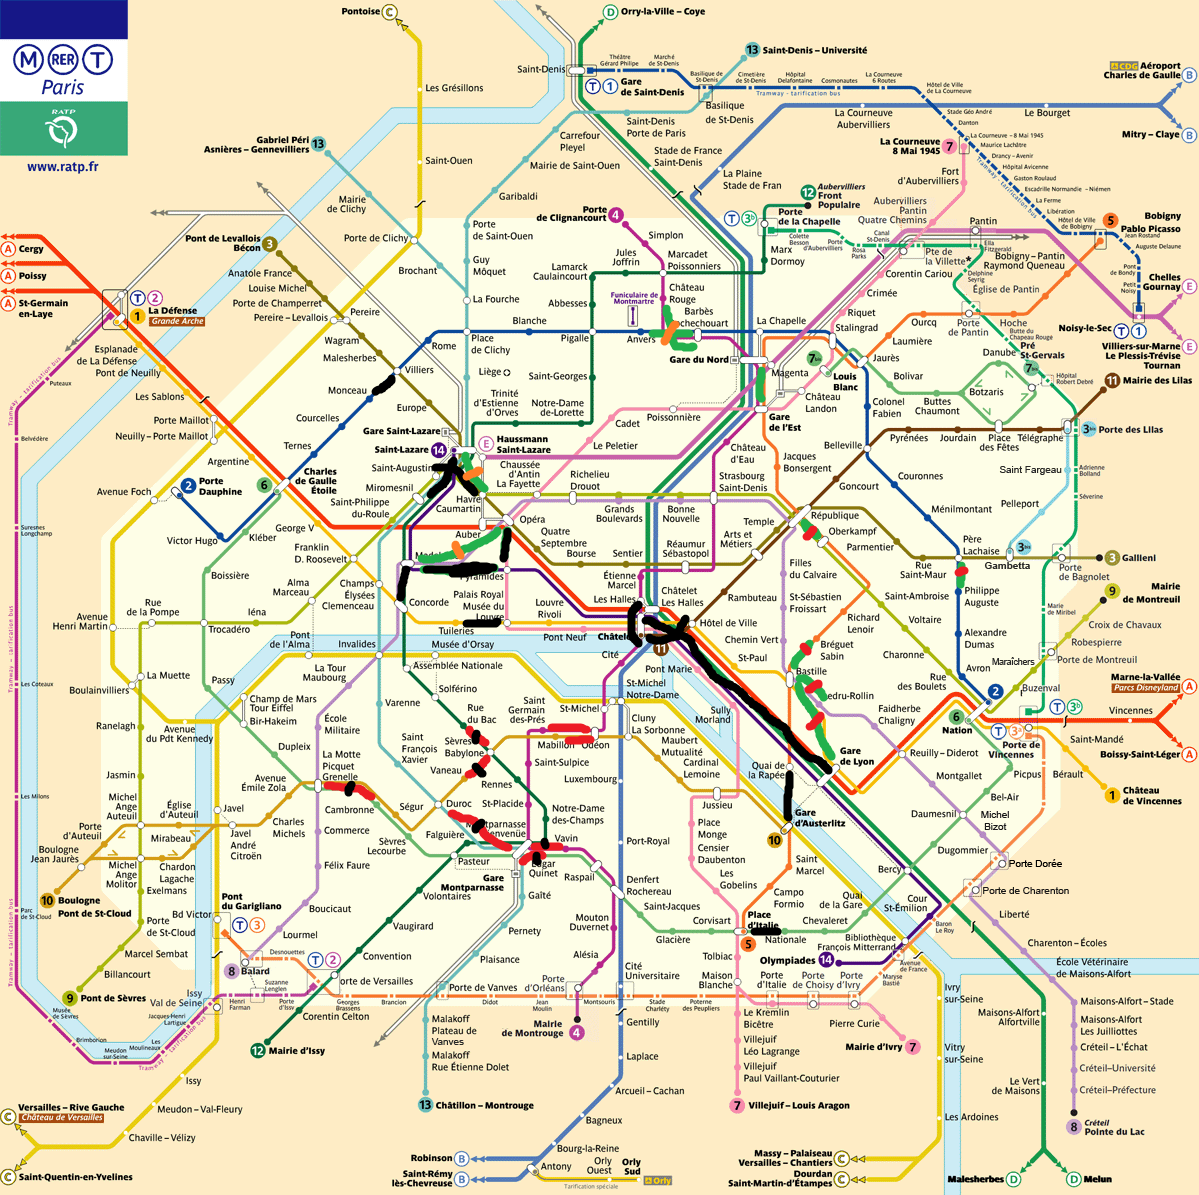 M RER T
Paris
RATP
www.ratp.fr
Pontoise C
D Orry-la-Ville – Coye
13 Saint-Denis – Université
Saint-Denis
Théâtre
Gérard Philipe
Marché
de St-Denis
T 1 Gare
de Saint-Denis
Basilique de
St-Denis
Cimetière
de St-Denis
Hôpital
Delafontaine
Cosmonautes
La Courneuve
6 Routes
Hôtel de Ville
de La Courneuve
Tramway – tarification bus
CDG Aéroport
Charles de Gaulle B
Mitry – Claye B
Le Bourget
La Courneuve
Aubervilliers
Stade Géo André
Danton
La Courneuve – 8 Mai 1945
Maurice Lachâtre
Drancy – Avenir
Hôpital Avicenne
Gaston Roulaud
Escadrille Normandie – Niémen
La Ferme
Libération
Hôtel de Ville
de Bobigny
Jean Rostand
Auguste Delaune
Pont
de Bondy
Petit
Noisy
Les Grésillons
Basilique
de St-Denis
Saint-Denis
Porte de Paris
Carrefour
Pleyel
Mairie de Saint-Ouen
Garibaldi
Stade de France
Saint-Denis
La Plaine
Stade de Fran
La Courneuve 7
8 Mai 1945
Fort
d'Aubervilliers
Gabriel Péri 13
Asnières – Gennevilliers
Saint-Ouen
Mairie
de Clichy
Porte de Clichy
Brochant
Porte
de Saint-Ouen
Guy
Môquet
La Fourche
Place
de Clichy
Liège
Porte 4
de Clignancourt
Simplon
Jules
Joffrin
Marcadet
Poissonniers
Lamarck
Caulaincourt
Château
Rouge
Abbesses
Funiculaire de
Montmartre
Barbès
Anvers
Pigalle
Blanche
Rome
12 Aubervilliers
Front
Populaire
T 3b Porte
de la Chapelle
Marx
Dormoy
Colette
Besson
Porte
d'Aubervilliers
Rosa
Parks
Canal
St-Denis
Aubervilliers
Pantin
Quatre Chemins
Pantin
Pte de
la Villette
Ella
Fitzgerald
Delphine
Seyrig
Corentin Cariou
Église de Pantin
Bobigny – Pantin
Raymond Queneau
5 Bobigny
Pablo Picasso
Chelles
Gournay E
Noisy-le-Sec T 1
Villiers-sur-Marne
Le Plessis-Trévise
Tournan E
Crimée
Riquet
Stalingrad
La Chapelle
Ourcq
Laumière
Porte
de Pantin
Hoche
Butte du
Chapeau Rouge
Pré
St-Gervais
7bis
Hôpital
Robert Debré
Danube
Botzaris
Buttes
Chaumont
Bolivar
Jaurès
7bis Louis
Blanc
Château
Landon
Magenta
Gare du Nord
Gare
de l'Est
11 Mairie des Lilas
3bis Porte des Lilas
Colonel
Fabien
Belleville
Pyrénées
Jourdain
Place
des Fêtes
Télégraphe
Saint Fargeau
Pelleport
3bis
Gambetta
Adrienne
Bolland
Séverine
Porte
de Bagnolet
3 Gallieni
Mairie
de Montreuil 9
Croix de Chavaux
Robespierre
Porte de Montreuil
Marie
de Miribel
Maraîchers
Buzenval
A Cergy
A Poissy
A St-Germain
en-Laye
T 2
1 La Défense
Grande Arche
Esplanade
de La Défense
Pont de Neuilly
Les Sablons
Porte Maillot
Neuilly – Porte Maillot
Argentine
Charles
de Gaulle
Étoile
Pont de Levallois 3
Bécon
Anatole France
Louise Michel
Porte de Champerret
Pereire – Levallois
Pereire
Wagram
Malesherbes
Villiers
Monceau
Courcelles
Ternes
Europe
Avenue Foch
2 Porte
Dauphine
6
Victor Hugo
Kléber
Boissière
Trocadéro
Iéna
Rue
de la Pompe
Avenue
Henri Martin
La Muette
Boulainvilliers
Ranelagh
Passy
Jasmin
Avenue
du Pdt Kennedy
Champ de Mars
Tour Eiffel
Bir-Hakeim
Dupleix
Puteaux
Belvédère
Suresnes
Longchamp
Les Coteaux
Les Milons
Parc
de St-Cloud
Gare Saint-Lazare
Saint-Lazare 14
E Haussmann
Saint-Lazare
Saint-Augustin
Miromesnil
Saint-Philippe
du-Roule
George V
Franklin
D. Roosevelt
Alma
Marceau
Champs
Élysées
Clemenceau
Concorde
Pont
de l'Alma
Invalides
Musée d'Orsay
Assemblée Nationale
Solférino
Trinité
d'Estienne
d'Orves
Saint-Georges
Notre-Dame
de-Lorette
Cadet
Le Peletier
Poissonnière
Chaussée
d'Antin
La Fayette
Havre
Caumartin
Auber
Opéra
Richelieu
Drouot
Grands
Boulevards
Bonne
Nouvelle
Strasbourg
Saint-Denis
Château
d'Eau
Jacques
Bonsergent
Goncourt
Couronnes
Ménilmontant
Père
Lachaise
République
Oberkampf
Parmentier
Rue
Saint-Maur
Saint-Ambroise
Philippe
Auguste
Alexandre
Dumas
Avron
Voltaire
Charonne
Rue
des Boulets
Quatre
Septembre
Bourse
Sentier
Réaumur
Sébastopol
Arts et
Métiers
Temple
Filles
du Calvaire
St-Sébastien
Froissart
Richard
Lenoir
Chemin Vert
Bréguet
Sabin
Étienne
Marcel
Les Halles
Châtelet
Les Halles
Rambuteau
Hôtel de Ville
11
Pyramides
Palais Royal
Musée du
Louvre
Louvre
Rivoli
Tuileries
Pont Neuf
Cité
St-Paul
Pont Marie
Bastille
Sully
Morland
Faidherbe
Chaligny
Reuilly – Diderot
2
6
Nation
T 3b
T 3a
Porte de
Vincennes
Marne-la-Vallée
Parcs Disneyland A
Vincennes
Boissy-Saint-Léger A
Saint-Mandé
Bérault
1 Château
de Vincennes
Picpus
Bel-Air
Montgallet
Daumesnil
Michel
Bizot
Dugommier
Porte Dorée
Porte de Charenton
Liberté
Charenton – Écoles
École Vétérinaire
de Maisons-Alfort
Maisons-Alfort – Stade
Maisons-Alfort
Les Juilliottes
Créteil – L'Échat
Créteil–Université
Créteil–Préfecture
8 Créteil
Pointe du Lac
La Tour
Maubourg
Varenne
École
Militaire
Saint
François
Xavier
La Motte
Picquet
Grenelle
Cambronne
Avenue
Émile Zola
Ségur
Duroc
Vaneau
Sèvres
Babylone
Rue
du Bac
Saint
Germain
des-Prés
St-Michel
Mabillon
Odéon
Saint-Sulpice
Rennes
St-Placide
Notre-Dame
des-Champs
Vavin
Edgar
Quinet
Raspail
Falguière
Pasteur
Gare
Montparnasse
Gaîté
Volontaires
Vaugirard
Convention
Pernety
Plaisance
Sèvres
Lecourbe
Commerce
Félix Faure
Boucicaut
Lourmel
8 Balard
Charles
Michels
Javel
Javel
André
Citroën
Mirabeau
Église
d'Auteuil
Michel
Ange
Auteuil
Porte
d'Auteuil
Boulogne
Jean Jaurès
10 Boulogne
Pont de St-Cloud
Michel
Ange
Molitor
Chardon
Lagache
Exelmans
Porte
de St-Cloud
Marcel Sembat
Billancourt
9 Pont de Sèvres
Musée
de Sèvres
Brimborion
Meudon
sur-Seine
Les
Moulineaux
Jacques-Henri
Lartigue
Issy
Val de Seine
Henri
Farman
Suzanne
Lenglen
Porte
d'Issy
Pont
du Garigliano
Bd Victor
T 3
Desnouettes
T 2
Porte de Versailles
Corentin Celton
12 Mairie d'Issy
Georges
Brassens
Brancion
Porte de Vanves
Didot
Jean
Moulin
Porte
d'Orléans
Montsouris
Cité
Universitaire
Stade
Charléty
Poterne
des Peupliers
Malakoff
Plateau de
Vanves
Malakoff
Rue Étienne Dolet
13 Châtillon – Montrouge
Mairie
de Montrouge 4
Alésia
Mouton
Duvernet
Denfert
Rochereau
Saint-Jacques
Glacière
Corvisart
Port-Royal
Luxembourg
Cluny
La Sorbonne
St-Michel
Notre-Dame
Maubert
Mutualité
Cardinal
Lemoine
Jussieu
Place
Monge
Censier
Daubenton
Les
Gobelins
Place
d'Italie
5
Nationale
Chevaleret
Quai
de la Gare
Bercy
Campo
Formio
Saint
Marcel
10
Gare
d'Austerlitz
Quai de
la Rapée
Gare
de Lyon
Cour
St-Émilion
Bibliothèque
François Mitterrand
Olympiades 14
Tolbiac
Maison
Blanche
Porte
d'Italie
Porte
de Choisy
Porte
d'Ivry
Maryse
Bastié
Avenue
de France
Baron
Le Roy
Le Kremlin
Bicêtre
Villejuif
Léo Lagrange
Villejuif
Paul Vaillant-Couturier
7 Villejuif – Louis Aragon
Pierre Curie
Mairie d'Ivry 7
Ivry
sur-Seine
Vitry
sur-Seine
Les Ardoines
Maisons-Alfort
Alfortville
Le Vert
de Maisons
Gentilly
Laplace
Arcueil – Cachan
Bagneux
Bourg-la-Reine
Robinson B
Saint-Rémy
lès-Chevreuse B
Antony
Orly
Ouest
Orly
Sud
Orly
Tarification spéciale
Massy – Palaiseau
Versailles – Chantiers C
Dourdan
Saint-Martin-d'Étampes C
Malesherbes D
D Melun
Issy
Meudon – Val-Fleury
Chaville – Vélizy
Versailles – Rive Gauche
Château de Versailles
C
C Saint-Quentin-en-Yvelines